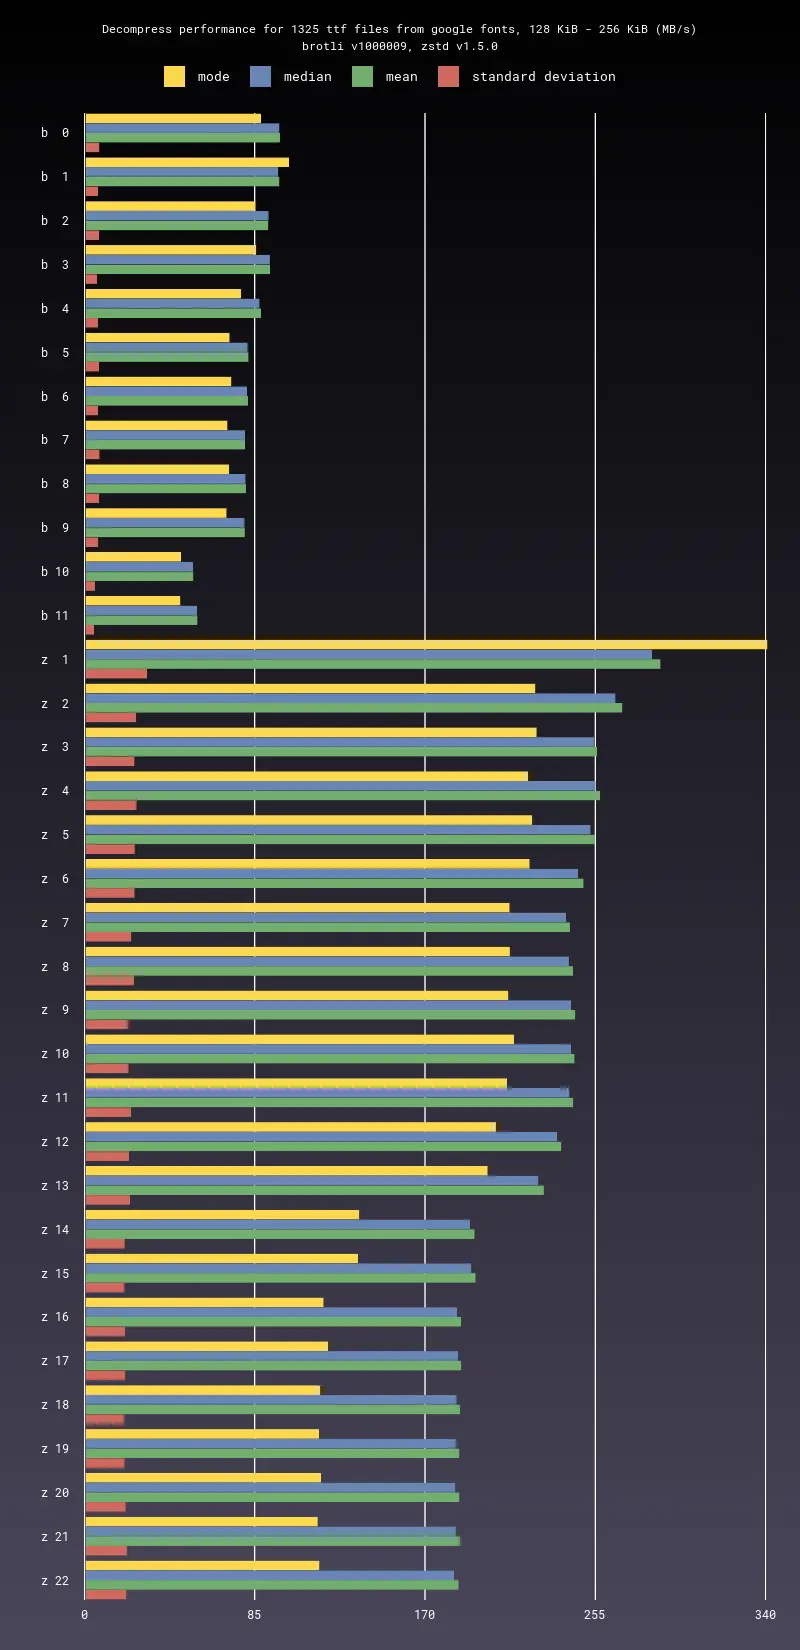 Decompress performance for 1325 ttf files from google fonts, 128 KiB - 256 KiB (MB/s)
brotli v1000009, zstd v1.5.0
mode median mean standard deviation
b 0
b 1
b 2
b 3
b 4
b 5
b 6
b 7
b 8
b 9
b 10
b 11
z 1
z 2
z 3
z 4
z 5
z 6
z 7
z 8
z 9
z 10
z 11
z 12
z 13
z 14
z 15
z 16
z 17
z 18
z 19
z 20
z 21
z 22
0 85 170 255 340